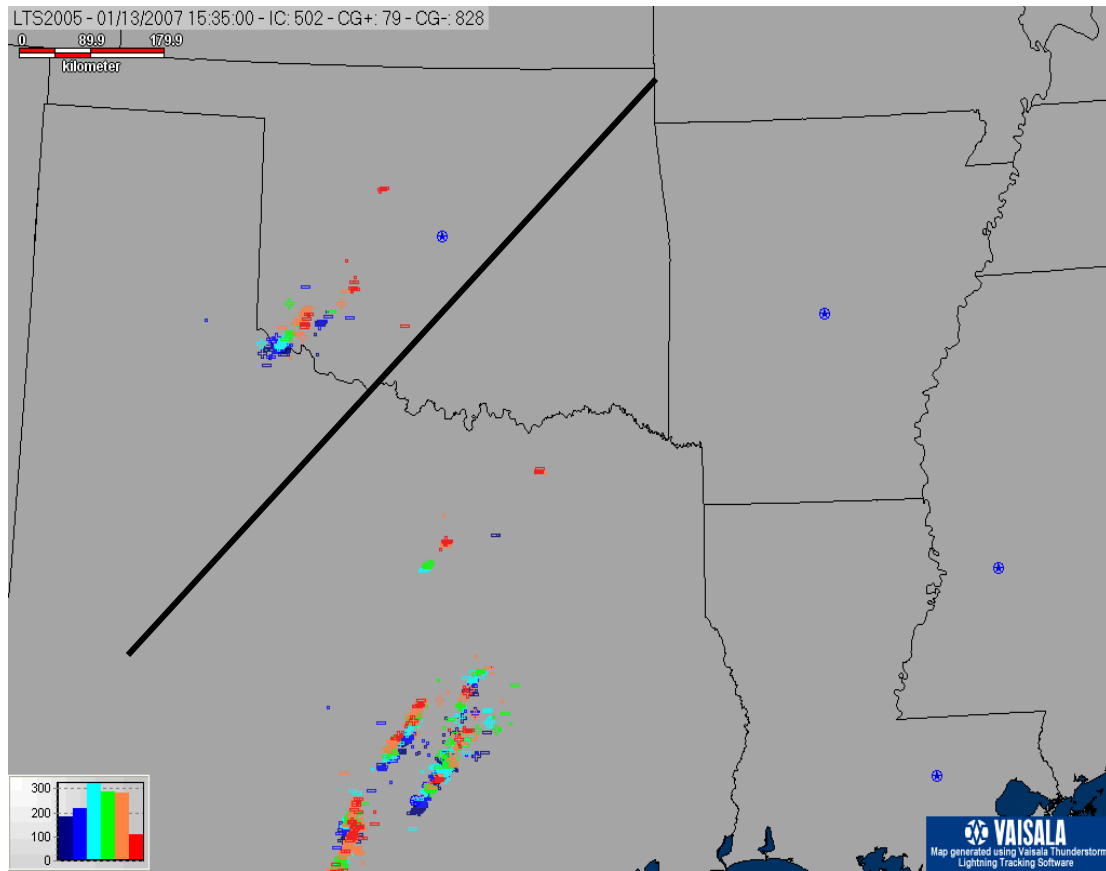 LTS2005 - 01/13/2007 15:35:00 - IC: 502 - CG+: 79 - CG-: 828
0 89.9 179.9
kilometer
300
200
100
0
VAISALA
Map generated using Vaisala Thunderstorm
Lightning Tracking Software